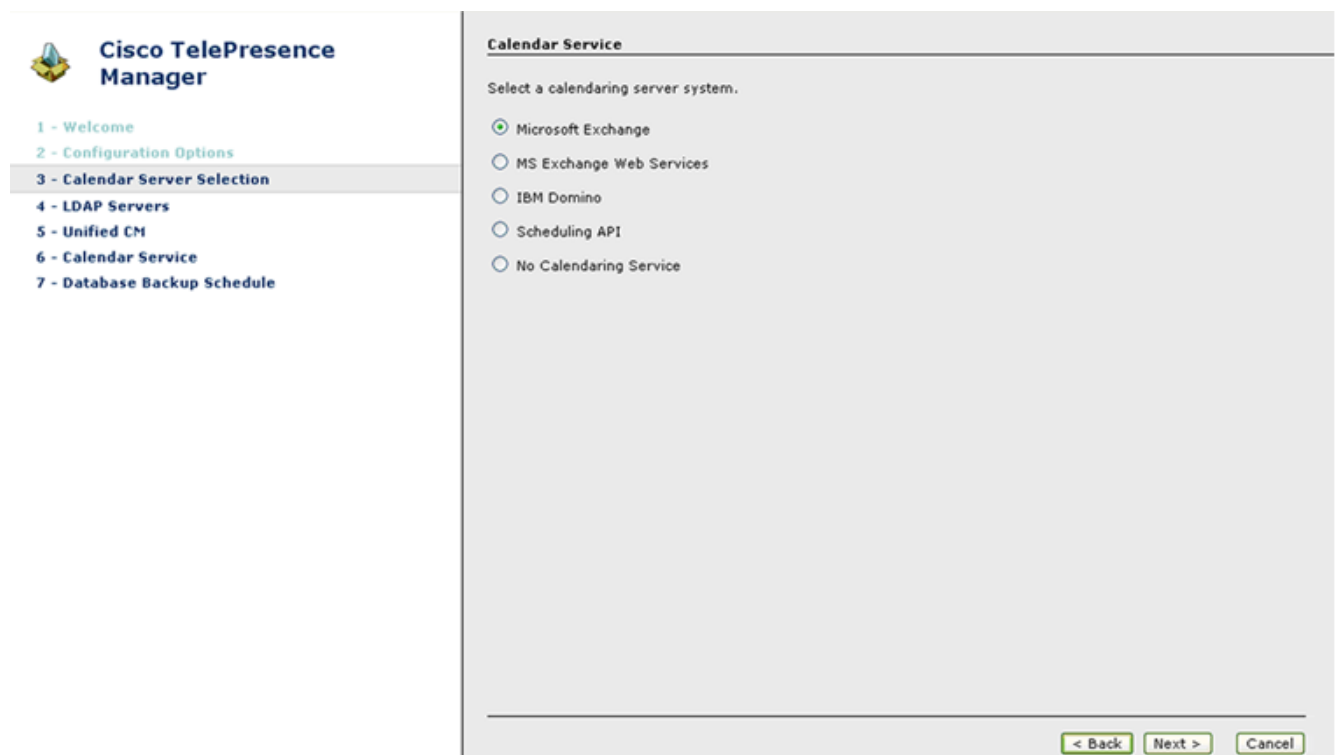 Cisco TelePresence
Manager
1 - Welcome
2 - Configuration Options
3 - Calendar Server Selection
4 - LDAP Servers
5 - Unified CM
6 - Calendar Service
7 - Database Backup Schedule
Calendar Service
Select a calendaring server system.
Microsoft Exchange
MS Exchange Web Services
IBM Domino
Scheduling API
No Calendaring Service
< Back Next > Cancel